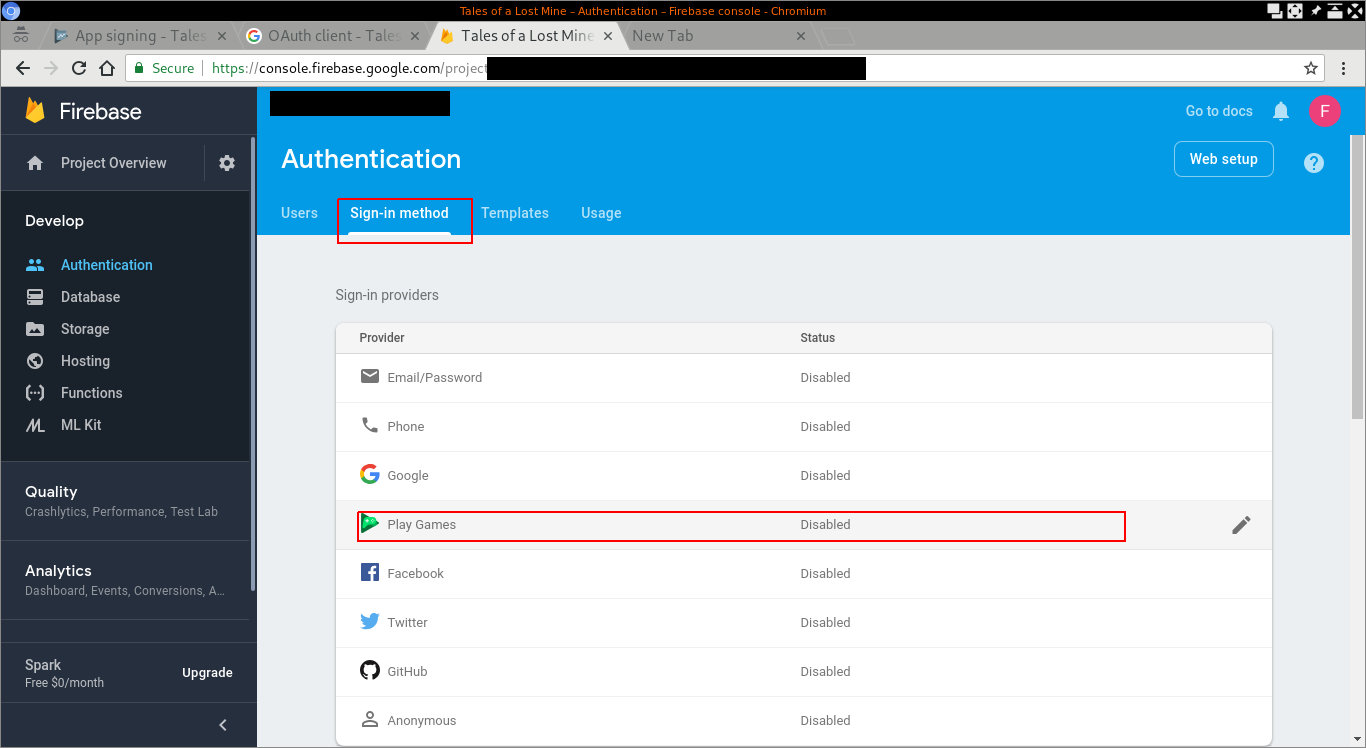 Tales of a Lost Mine – Authentication – Firebase console - Chromium
App signing - Tales
OAuth client - Tales
Tales of a Lost Mine
New Tab
Secure
https://console.firebase.google.com/project
Firebase
Go to docs
F
Project Overview
Authentication
Web setup
?
Users
Sign-in method
Templates
Usage
Develop
Authentication
Database
Storage
Hosting
Functions
ML Kit
Quality
Crashlytics, Performance, Test Lab
Analytics
Dashboard, Events, Conversions, A...
Spark
Free $0/month
Upgrade
Sign-in providers
Provider Status
Email/Password Disabled
Phone Disabled
Google Disabled
Play Games Disabled
Facebook Disabled
Twitter Disabled
GitHub Disabled
Anonymous Disabled